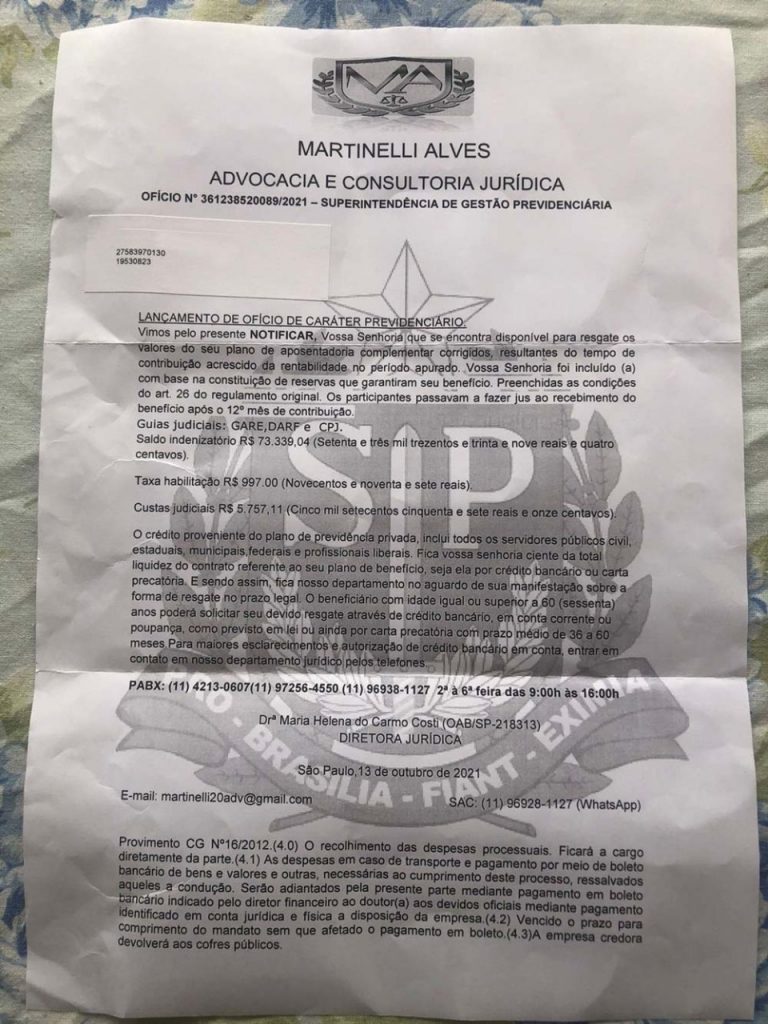 MA
MARTINELLI ALVES
ADVOCACIA E CONSULTORIA JURÍDICA
OFÍCIO N° 361238520089/2021 – SUPERINTENDÊNCIA DE GESTÃO PREVIDENCIÁRIA
27583970130
19530823
LANÇAMENTO DE OFÍCIO DE CARÁTER PREVIDENCIÁRIO.
Vimos pelo presente NOTIFICAR, Vossa Senhoria que se encontra disponível para resgate os
valores do seu plano de aposentadoria complementar corrigidos, resultantes do tempo de
contribuição acrescido da rentabilidade no período apurado. Vossa Senhoria foi incluído (a)
com base na constituição de reservas que garantiram seu benefício. Preenchidas as condições
do art. 26 do regulamento original. Os participantes passavam a fazer jus ao recebimento do
benefício após o 12º mês de contribuição.
Guias judiciais: GARE,DARF e CPJ.
Saldo indenizatório R$ 73.339,04 (Setenta e três mil trezentos e trinta e nove reais e quatro
centavos).
Taxa habilitação R$ 997.00 (Novecentos e noventa e sete reais).
Custas judiciais R$ 5.757,11 (Cinco mil setecentos cinquenta e sete reais e onze centavos).
O crédito proveniente do plano de previdência privada, inclui todos os servidores públicos civil,
estaduais, municipais,federais e profissionais liberais. Fica vossa senhoria ciente da total
liquidez do contrato referente ao seu plano de benefício, seja ela por crédito bancário ou carta
precatória. E sendo assim, fica nosso departamento no aguardo de sua manifestação sobre a
forma de resgate no prazo legal. O beneficiário com idade igual ou superior a 60 (sessenta)
anos poderá solicitar seu devido resgate através de crédito bancário, em conta corrente ou
poupança, como previsto em lei ou ainda por carta precatória com prazo médio de 36 a 60
meses Para maiores esclarecimentos e autorização de crédito bancário em conta, entrar em
contato em nosso departamento jurídico pelos telefones.
PABX: (11) 4213-0607(11) 97256-4550 (11) 96938-1127 2ª à 6ª feira das 9:00h às 16:00h
Drª Maria Helena do Carmo Costi (OAB/SP-218313)
DIRETORA JURÍDICA
São Paulo,13 de outubro de 2021
E-mail: martinelli20adv@gmail.com SAC: (11) 96928-1127 (WhatsApp)
SIP
BRASILIA - FIANT - EXIMIA
Provimento CG Nº16/2012.(4.0) O recolhimento das despesas processuais. Ficará a cargo
diretamente da parte.(4.1) As despesas em caso de transporte e pagamento por meio de boleto
bancário de bens e valores e outras, necessárias ao cumprimento deste processo, ressalvados
aqueles a condução. Serão adiantados pela presente parte mediante pagamento em boleto
bancário indicado pelo diretor financeiro ao doutor(a) aos devidos oficiais mediante pagamento
identificado em conta jurídica e física a disposição da empresa.(4.2) Vencido o prazo para
comprimento do mandato sem que afetado o pagamento em boleto.(4.3)A empresa credora
devolverá aos cofres públicos.